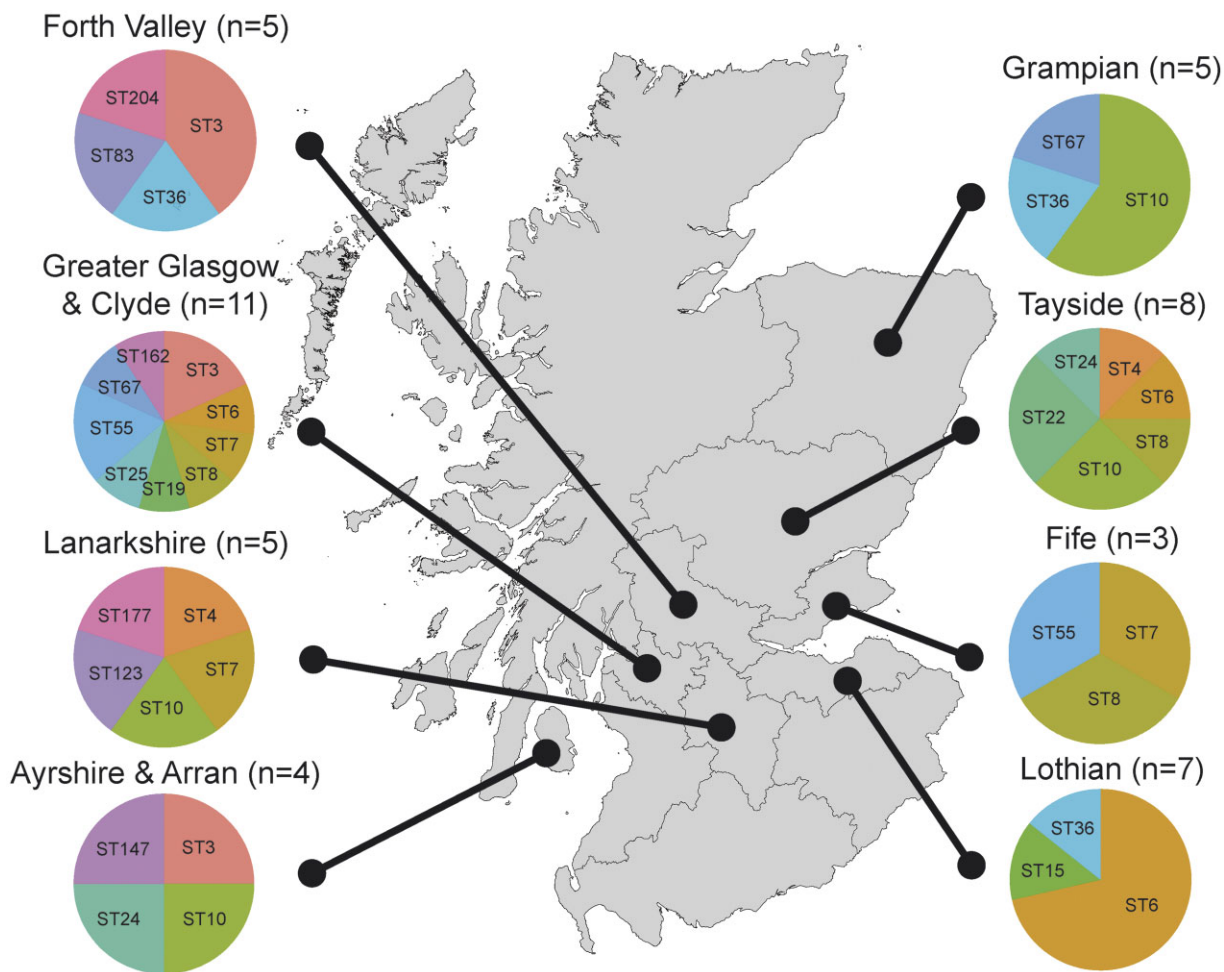 Forth Valley (n=5)
ST204
ST3
ST83
ST36
Greater Glasgow
& Clyde (n=11)
ST162
ST3
ST67
ST6
ST55
ST7
ST25
ST8
ST19
Lanarkshire (n=5)
ST177
ST4
ST123
ST7
ST10
Ayrshire & Arran (n=4)
ST147
ST3
ST24
ST10
Grampian (n=5)
ST67
ST36
ST10
Tayside (n=8)
ST24
ST4
ST6
ST22
ST8
ST10
Fife (n=3)
ST55
ST7
ST8
Lothian (n=7)
ST36
ST15
ST6